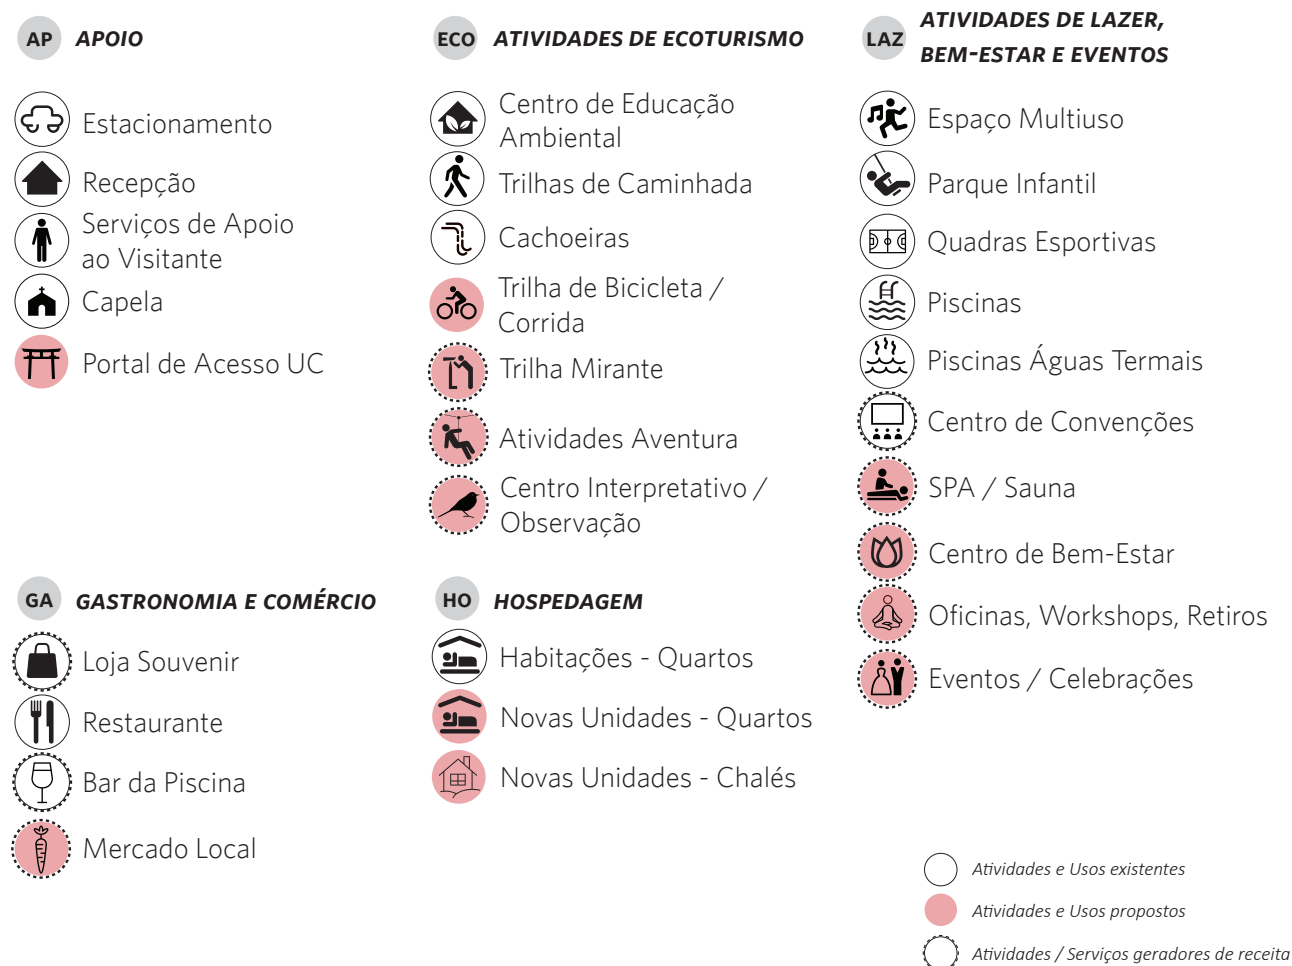 AP APOIO
Estacionamento
Recepção
Serviços de Apoio
ao Visitante
Capela
Portal de Acesso UC
ECO ATIVIDADES DE ECOTURISMO
Centro de Educação
Ambiental
Trilhas de Caminhada
Cachoeiras
Trilha de Bicicleta /
Corrida
Trilha Mirante
Atividades Aventura
Centro Interpretativo /
Observação
LAZ ATIVIDADES DE LAZER,
BEM-ESTAR E EVENTOS
Espaço Multiuso
Parque Infantil
Quadras Esportivas
Piscinas
Piscinas Águas Termais
Centro de Convenções
SPA / Sauna
Centro de Bem-Estar
Oficinas, Workshops, Retiros
Eventos / Celebrações
GA GASTRONOMIA E COMÉRCIO
Loja Souvenir
Restaurante
Bar da Piscina
Mercado Local
HO HOSPEDAGEM
Habitações - Quartos
Novas Unidades - Quartos
Novas Unidades - Chalés
Atividades e Usos existentes
Atividades e Usos propostos
Atividades / Serviços geradores de receita